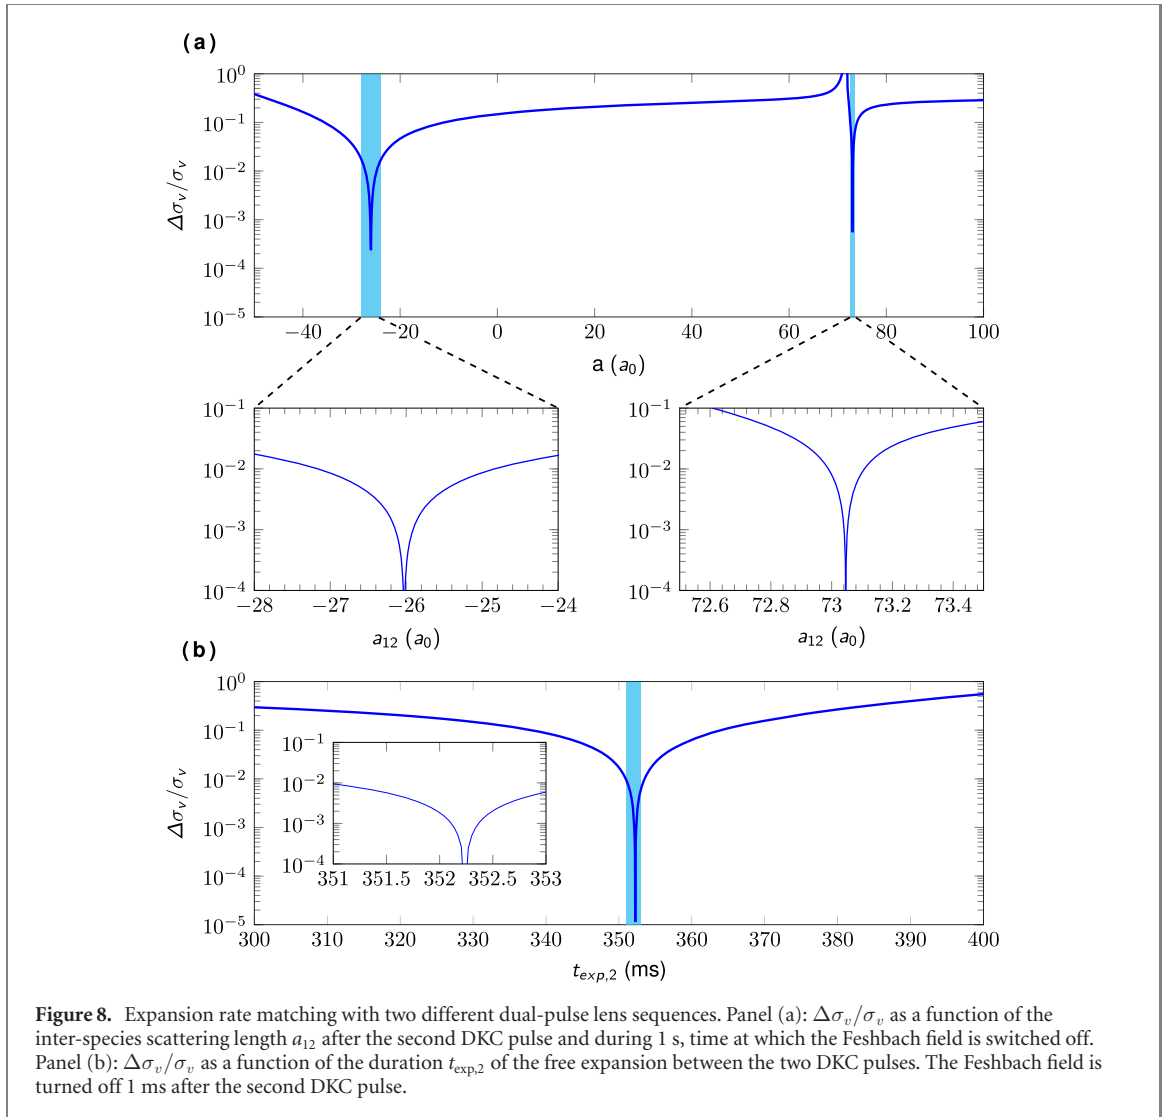 (a)
10⁰
10⁻¹
10⁻²
10⁻³
10⁻⁴
10⁻⁵
Δσᵥ/σᵥ
−40 −20 0 20 40 60 80 100
a (a₀)
10⁻¹
10⁻²
10⁻³
10⁻⁴
−28 −27 −26 −25 −24
a₁₂ (a₀)
10⁻¹
10⁻²
10⁻³
10⁻⁴
72.6 72.8 73 73.2 73.4
a₁₂ (a₀)
(b)
10⁰
10⁻¹
10⁻²
10⁻³
10⁻⁴
10⁻⁵
Δσᵥ/σᵥ
10⁻¹
10⁻²
10⁻³
10⁻⁴
351 351.5 352 352.5 353
300 310 320 330 340 350 360 370 380 390 400
t_exp,2 (ms)
Figure 8. Expansion rate matching with two different dual-pulse lens sequences. Panel (a): Δσᵥ/σᵥ as a function of the
inter-species scattering length a₁₂ after the second DKC pulse and during 1 s, time at which the Feshbach field is switched off.
Panel (b): Δσᵥ/σᵥ as a function of the duration t_exp,2 of the free expansion between the two DKC pulses. The Feshbach field is
turned off 1 ms after the second DKC pulse.